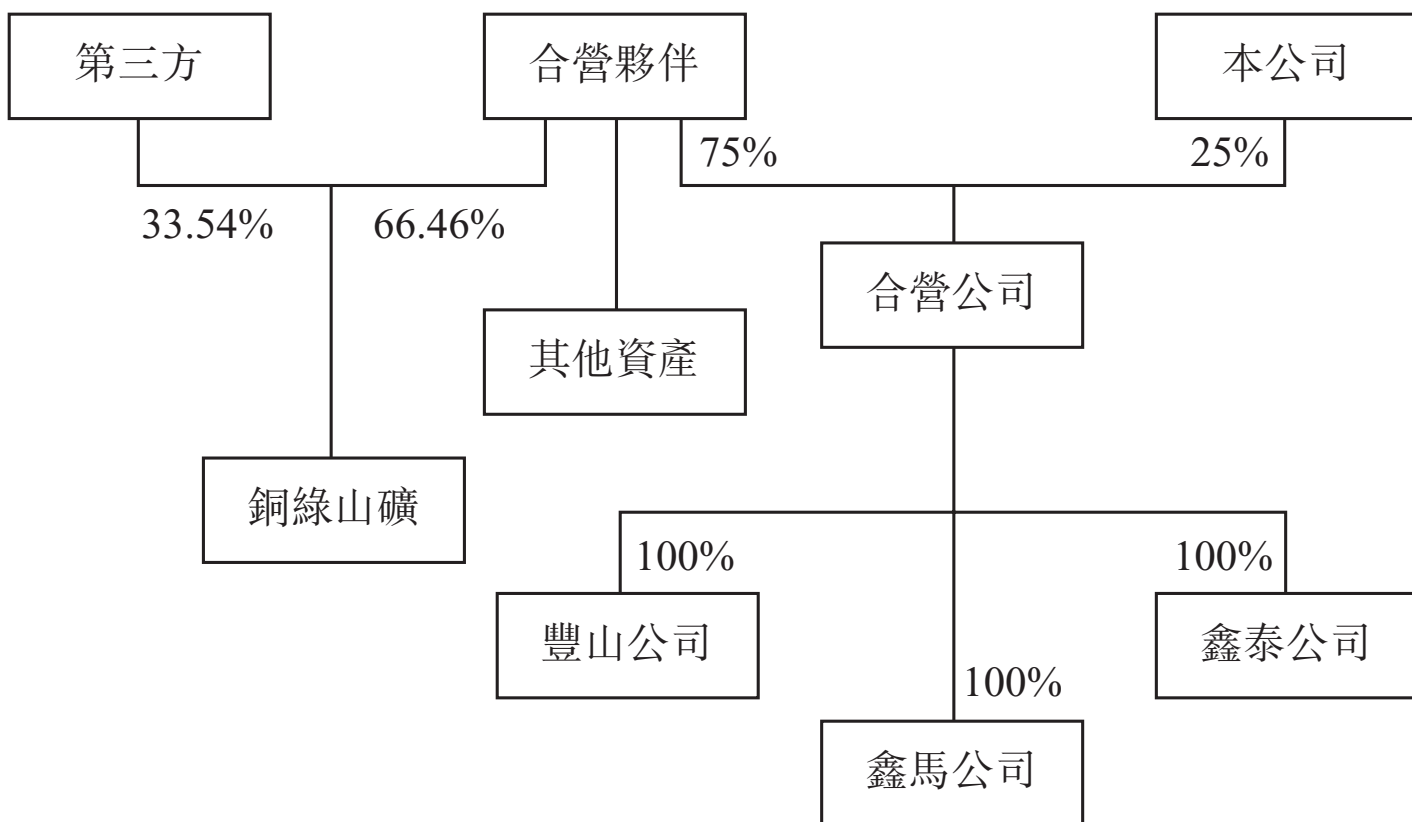 第三方
合營夥伴
本公司
75%
25%
33.54%
66.46%
合營公司
其他資產
銅綠山礦
100%
100%
豐山公司
鑫泰公司
100%
鑫馬公司